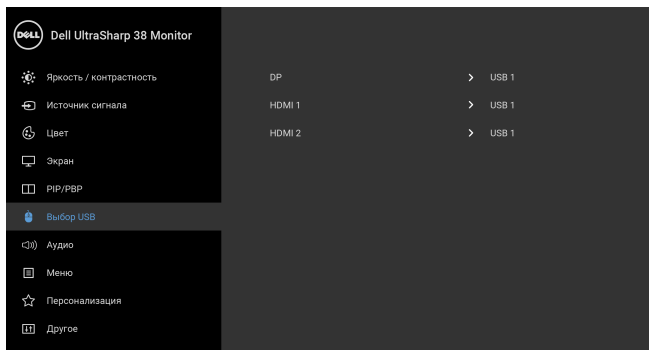 DELL Dell UltraSharp 38 Monitor
Яркость / контрастность DP USB 1
Источник сигнала HDMI 1 USB 1
Цвет HDMI 2 USB 1
Экран
PIP/PBP
Выбор USB
Аудио
Меню
Персонализация
Другое